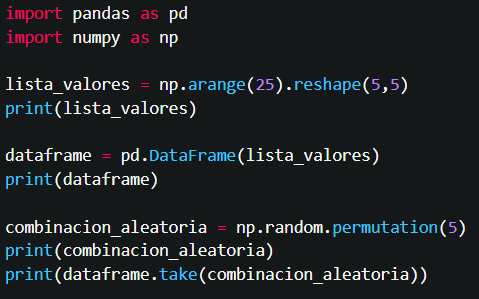 import pandas as pd
import numpy as np
lista_valores = np.arange(25).reshape(5,5)
print(lista_valores)
dataframe = pd.DataFrame(lista_valores)
print(dataframe)
combinacion_aleatoria = np.random.permutation(5)
print(combinacion_aleatoria)
print(dataframe.take(combinacion_aleatoria))